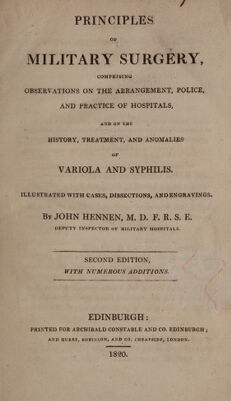 PRINCIPLES
OF
MILITARY SURGERY,
COMPRISING
OBSERVATIONS ON THE ARRANGEMENT, POLICE,
AND PRACTICE OF HOSPITALS,
AND ON THE
HISTORY, TREATMENT, AND ANOMALIES
OF
VARIOLA AND SYPHILIS.
ILLUSTRATED WITH CASES, DISSECTIONS, AND ENGRAVINGS.
BY JOHN HENNEN, M. D. F. R. S. E.
DEPUTY INSPECTOR OF MILITARY HOSPITALS.
SECOND EDITION,
WITH NUMEROUS ADDITIONS.
EDINBURGH:
PRINTED FOR ARCHIBALD CONSTABLE AND CO. EDINBURGH;
AND HURST, ROBINSON, AND CO. CHEAPSIDE, LONDON.
1820.